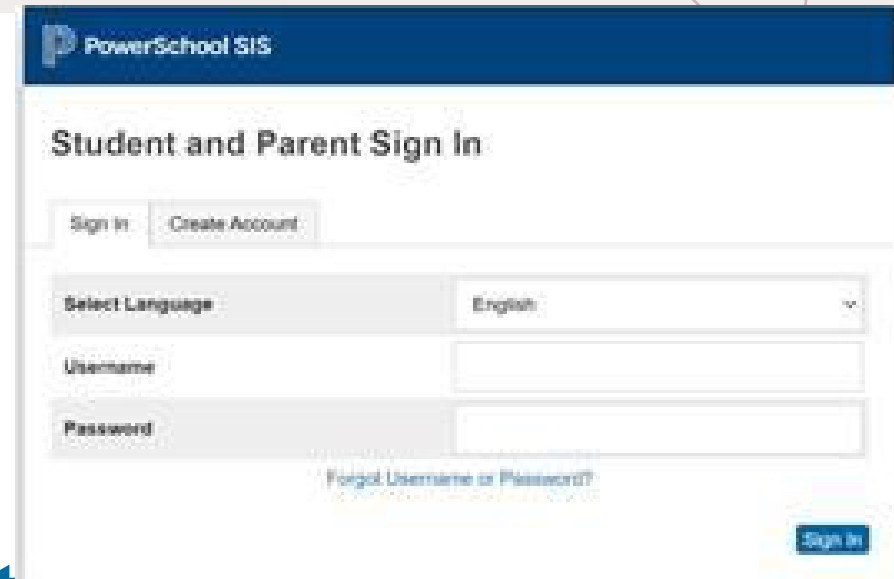 PowerSchool SIS
Student and Parent Sign In
Sign In Create Account
Select Language English
Username
Password
Forgot Username or Password?
Sign In